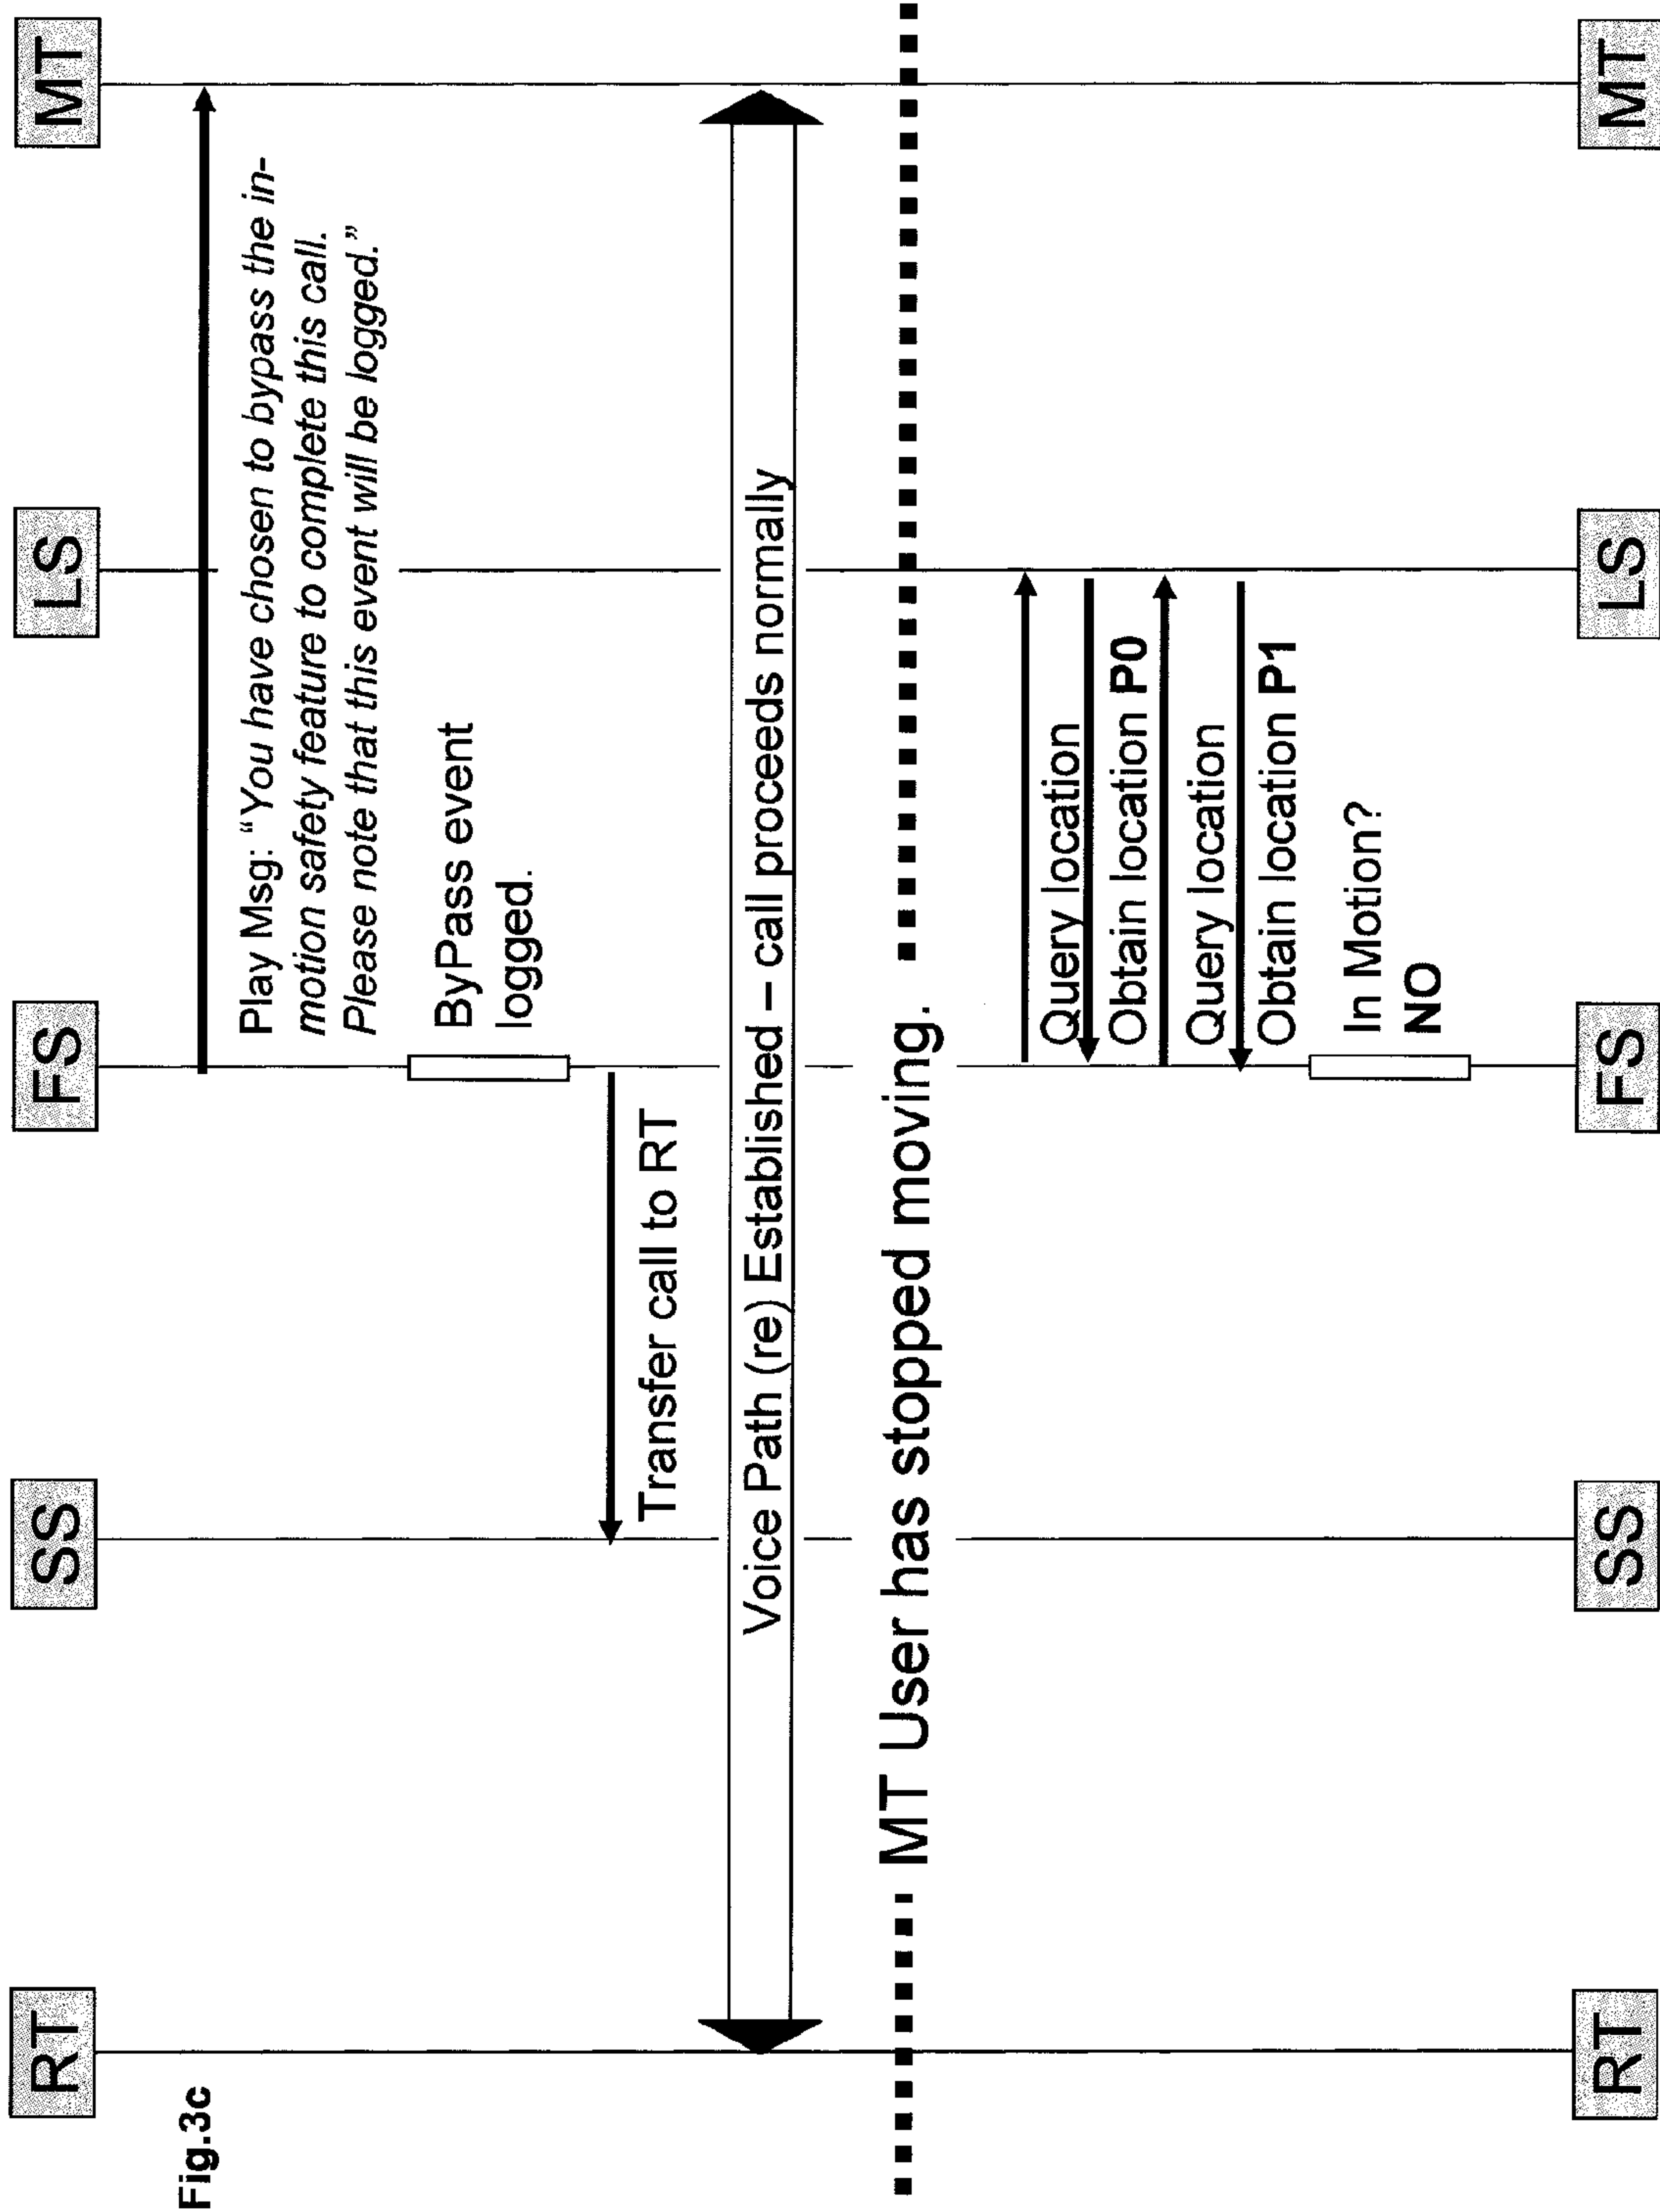 Fig.3c
RT
SS
FS
LS
MT
Play Msg: “You have chosen to bypass the in-
motion safety feature to complete this call.
Please note that this event will be logged.”
ByPass event
logged.
Transfer call to RT
Voice Path (re) Established – call proceeds normally
MT User has stopped moving.
Query location
Obtain location P0
Query location
Obtain location P1
In Motion?
NO
RT
SS
FS
LS
MT